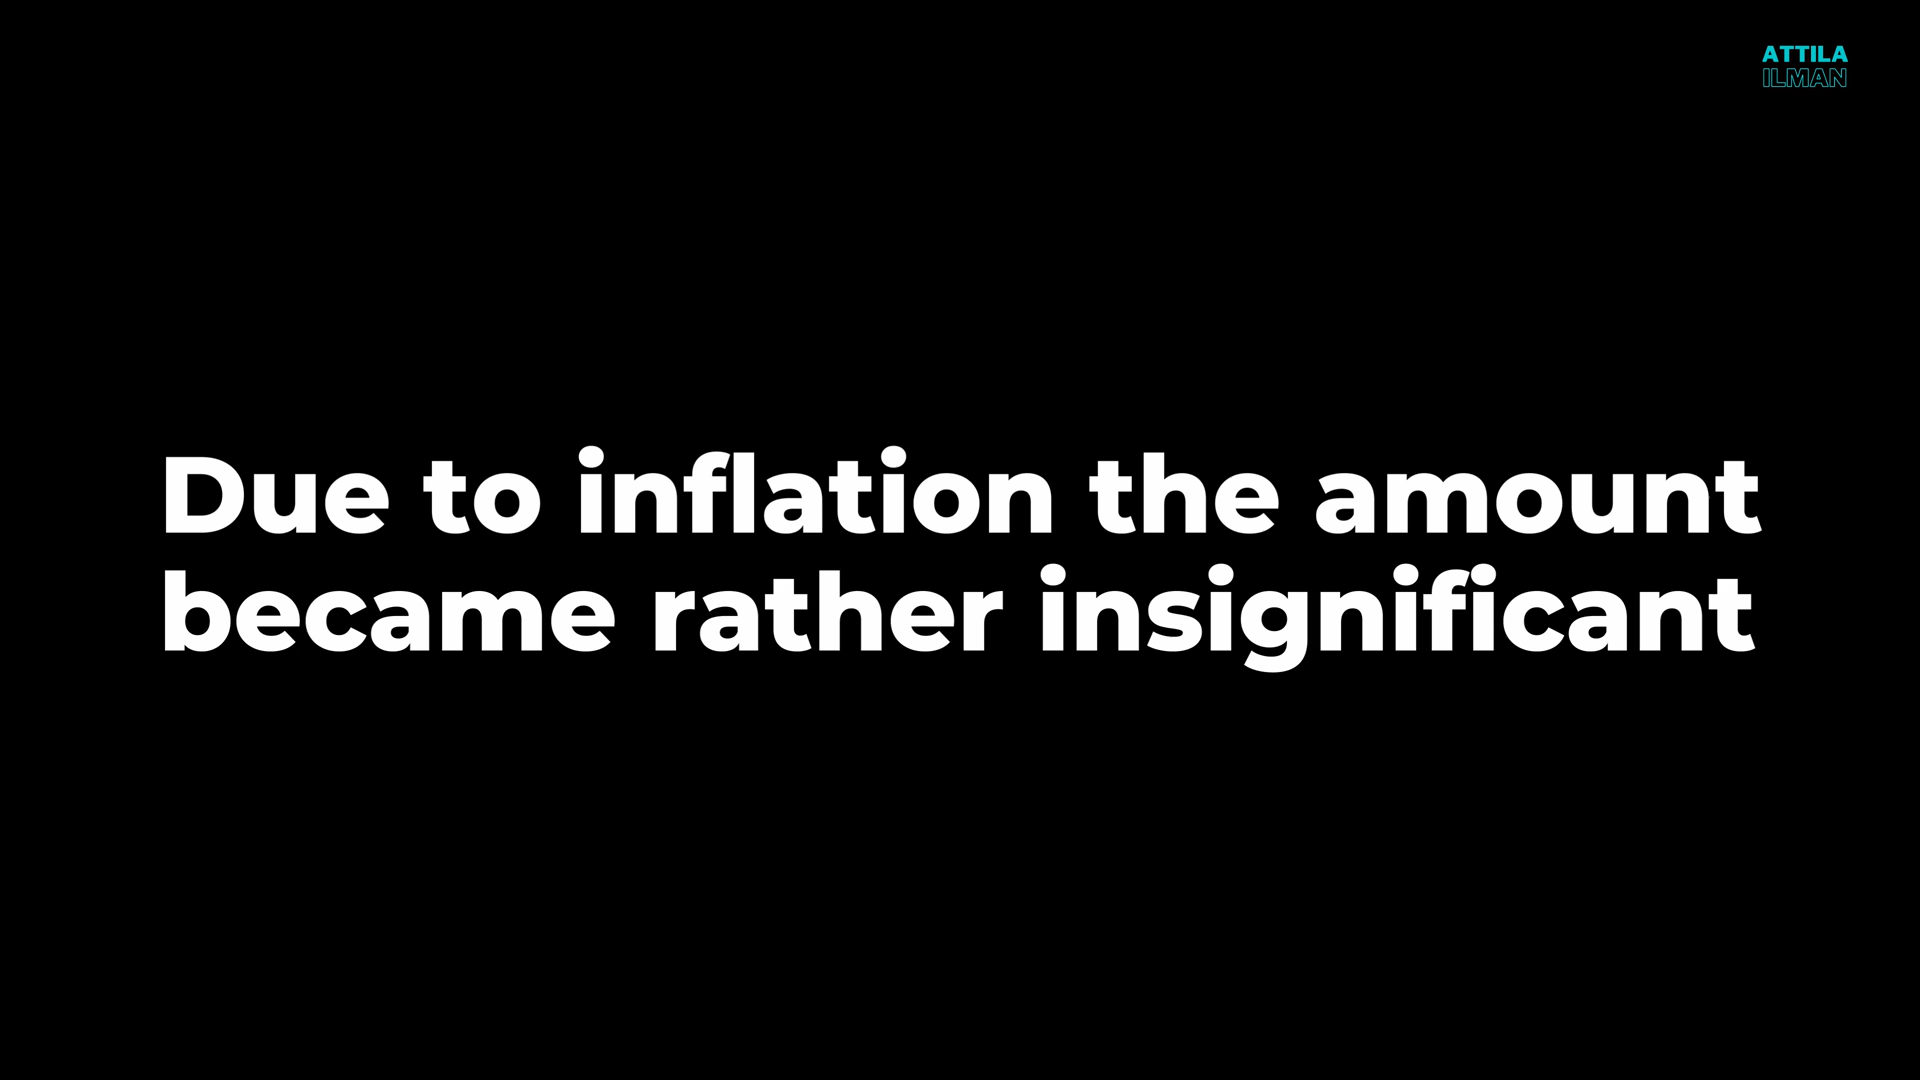 ATTILA
ILMAN
Due to inflation the amount
became rather insignificant